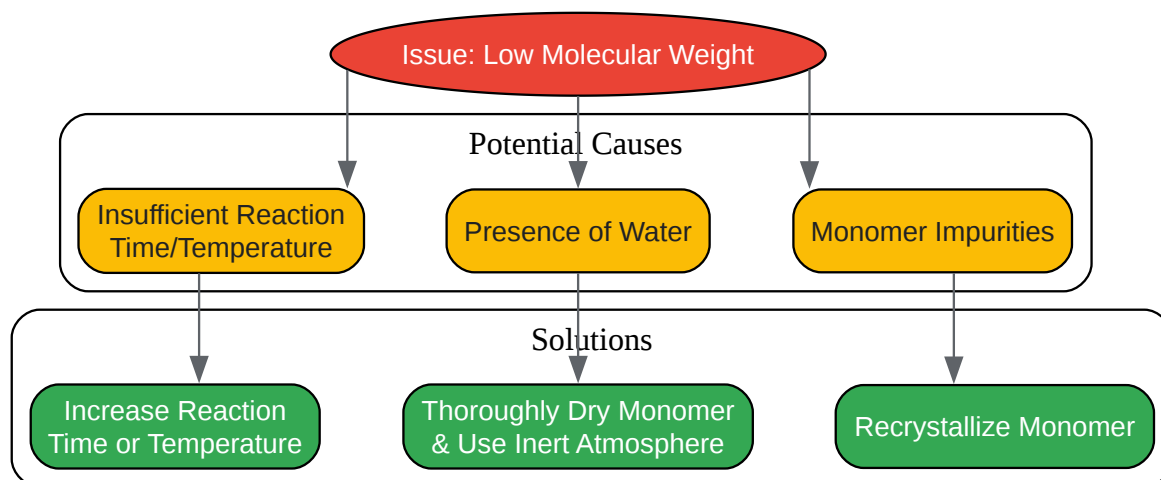 Issue: Low Molecular Weight
Potential Causes
Insufficient Reaction
Time/Temperature
Presence of Water
Monomer Impurities
Solutions
Increase Reaction
Time or Temperature
Thoroughly Dry Monomer
& Use Inert Atmosphere
Recrystallize Monomer